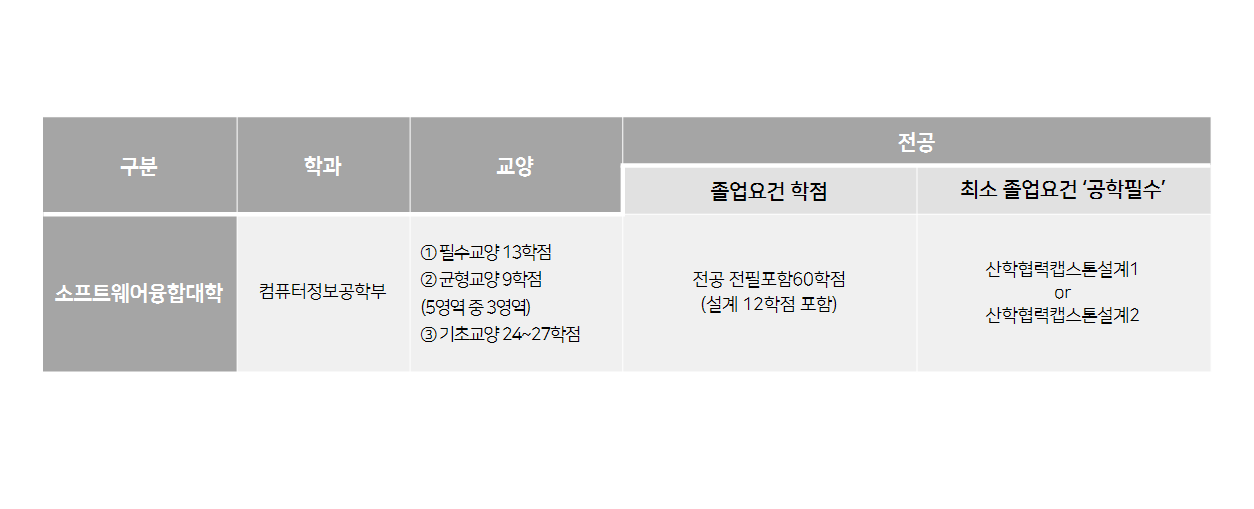 구분
학과
교양
전공
졸업요건 학점
최소 졸업요건 ‘공학필수’
소프트웨어융합대학
컴퓨터정보공학부
① 필수교양 13학점
② 균형교양 9학점
(5영역 중 3영역)
③ 기초교양 24~27학점
전공 전필포함60학점
(설계 12학점 포함)
산학협력캡스톤설계1
or
산학협력캡스톤설계2